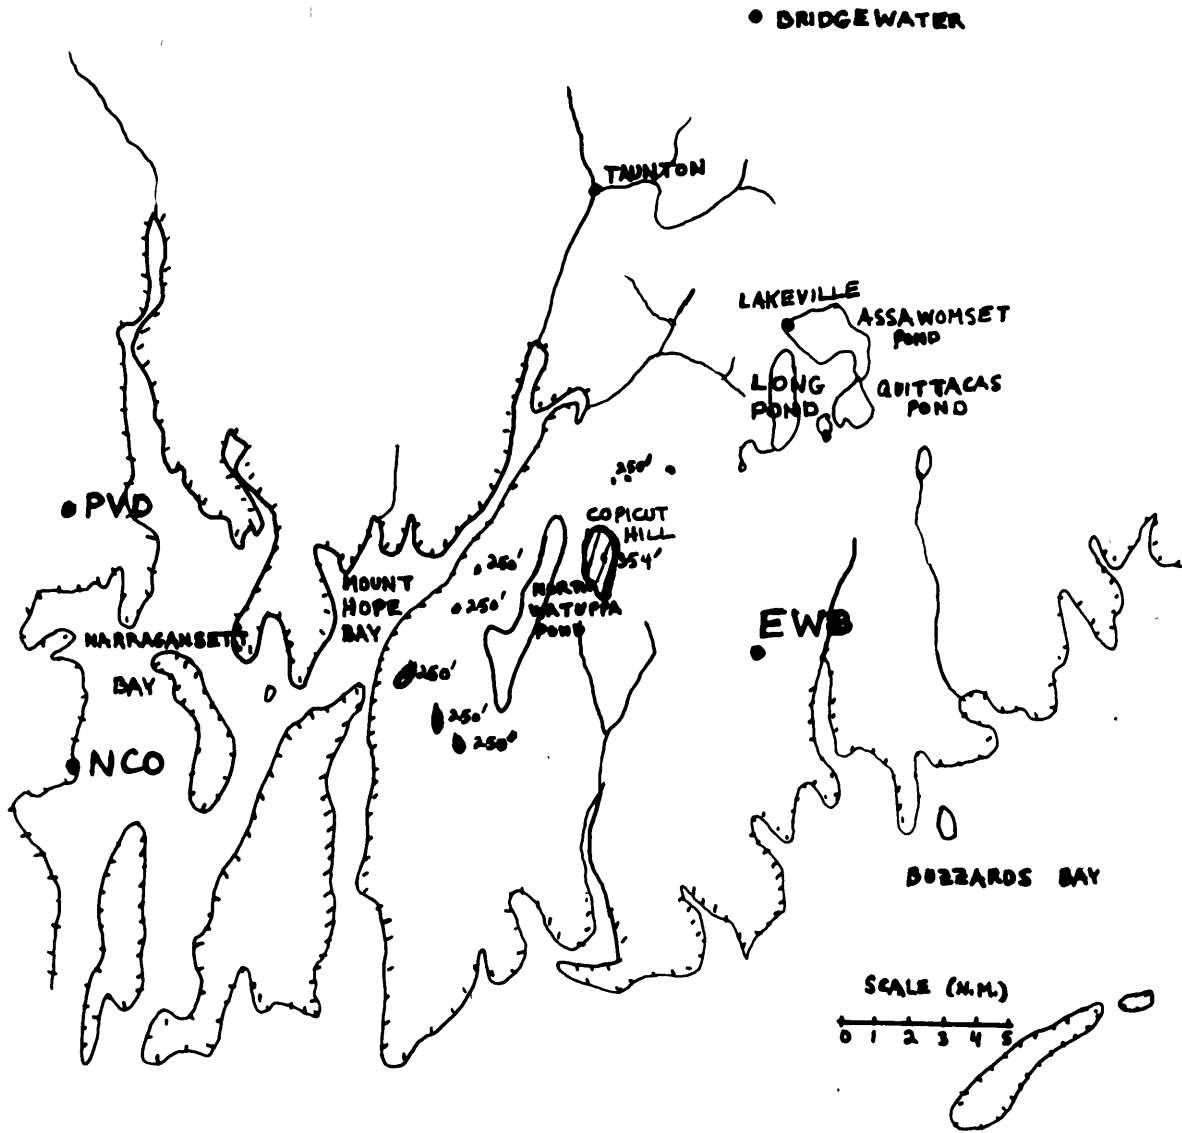 BRIDGEWATER
TAUNTON
LAKEVILLE
ASSAWOMSET
POND
LONG
POND
QUITTACAS
POND
250'
PVD
COPICUT
HILL
354'
250'
MOUNT
HOPE
BAY
250'
NORTH
WATUPPA
POND
EWB
NARRAGANSETT
BAY
250'
250'
250'
NCO
BUZZARDS BAY
SCALE (N.M.)
0 1 2 3 4 5